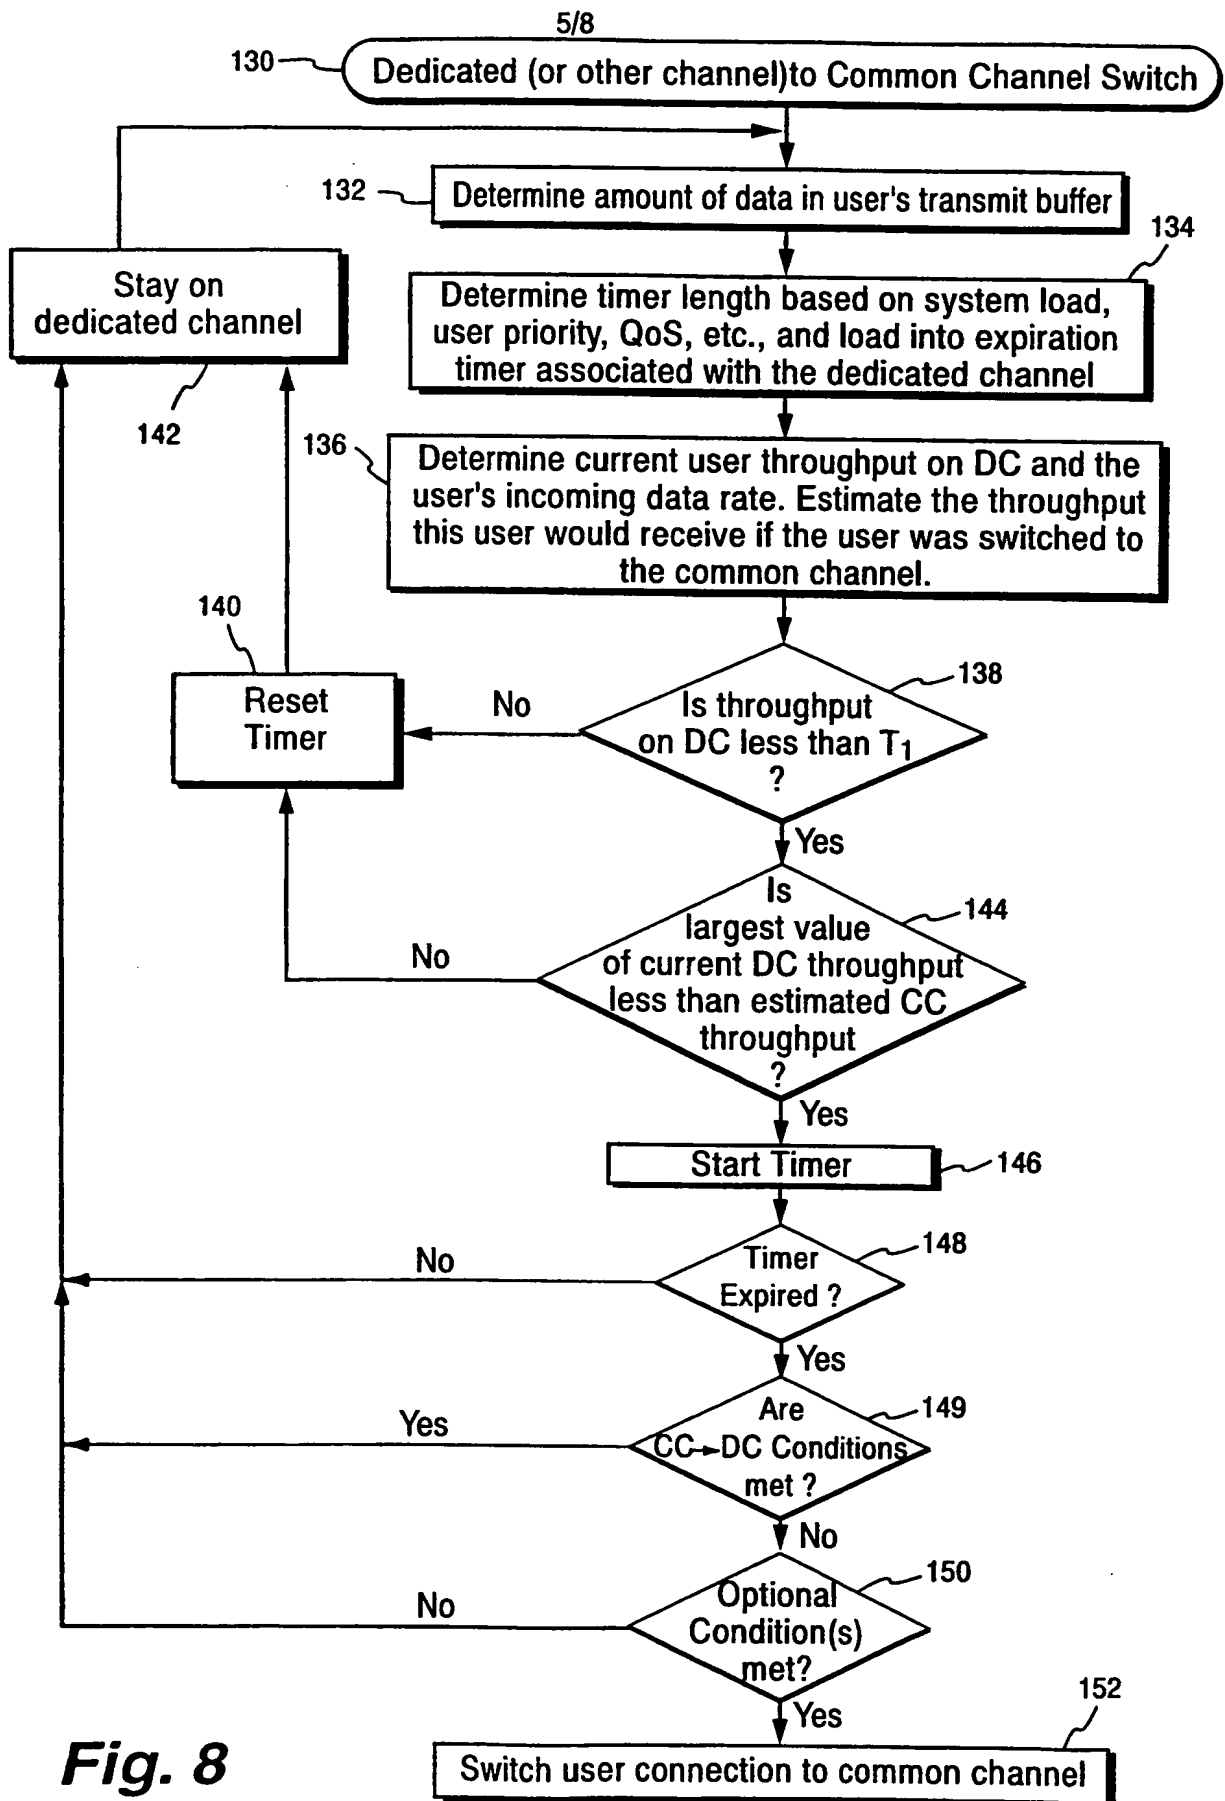 5/8
130
Dedicated (or other channel)to Common Channel Switch
132
Determine amount of data in user's transmit buffer
134
Stay on
dedicated channel
142
Determine timer length based on system load,
user priority, QoS, etc., and load into expiration
timer associated with the dedicated channel
136
Determine current user throughput on DC and the
user's incoming data rate. Estimate the throughput
this user would receive if the user was switched to
the common channel.
140
Reset
Timer
No
138
Is throughput
on DC less than T1
?
Yes
144
Is
largest value
of current DC throughput
less than estimated CC
throughput
?
No
Yes
Start Timer
146
148
Timer
Expired ?
No
Yes
149
Are
CC→DC Conditions
met ?
Yes
No
150
Optional
Condition(s)
met?
No
Yes
152
Switch user connection to common channel
Fig. 8